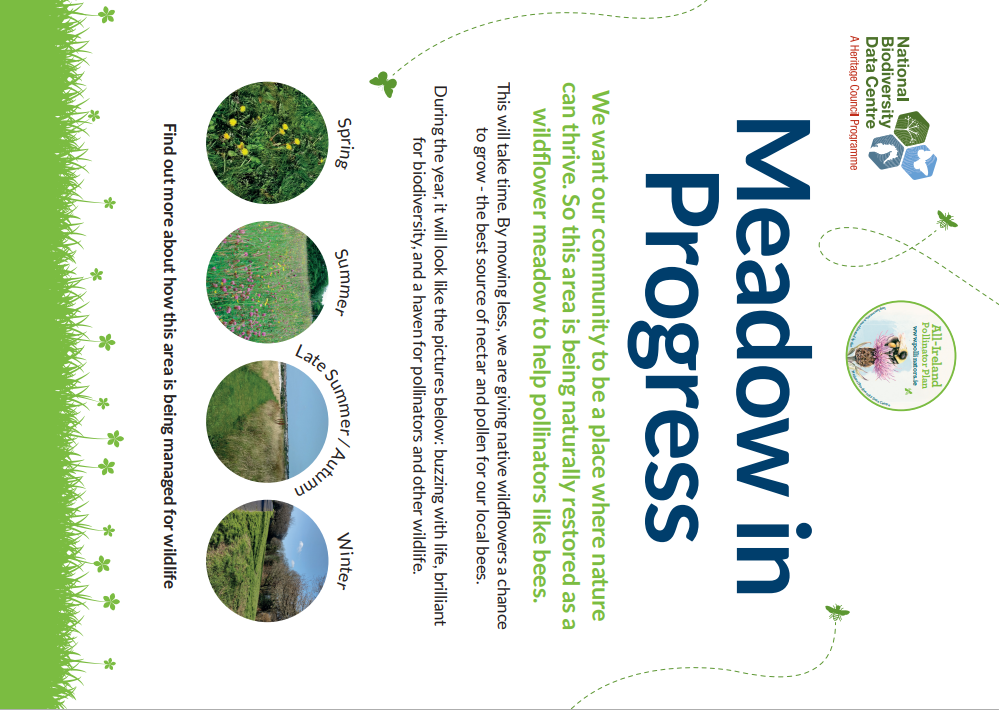 National
Biodiversity
Data Centre
A Heritage Council Programme
All-Ireland
Pollinator Plan
www.pollinators.ie
Meadow in
Progress
We want our community to be a place where nature
can thrive. So this area is being naturally restored as a
wildflower meadow to help pollinators like bees.
This will take time. By mowing less, we are giving native wildflowers a chance
to grow - the best source of nectar and pollen for our local bees.
During the year, it will look like the pictures below: buzzing with life, brilliant
for biodiversity, and a haven for pollinators and other wildlife.
Spring
Summer
Late Summer / Autumn
Winter
Find out more about how this area is being managed for wildlife